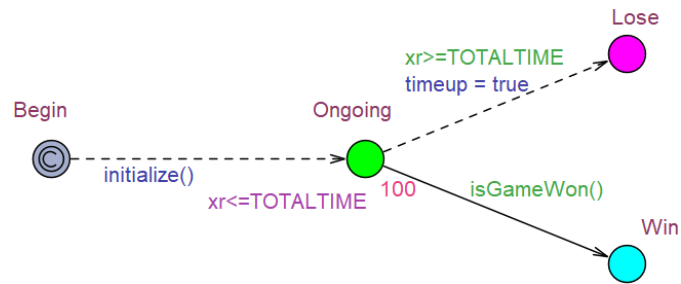 Lose
xr>=TOTALTIME
timeup = true
Begin
Ongoing
C
initialize()
xr<=TOTALTIME
100
isGameWon()
Win